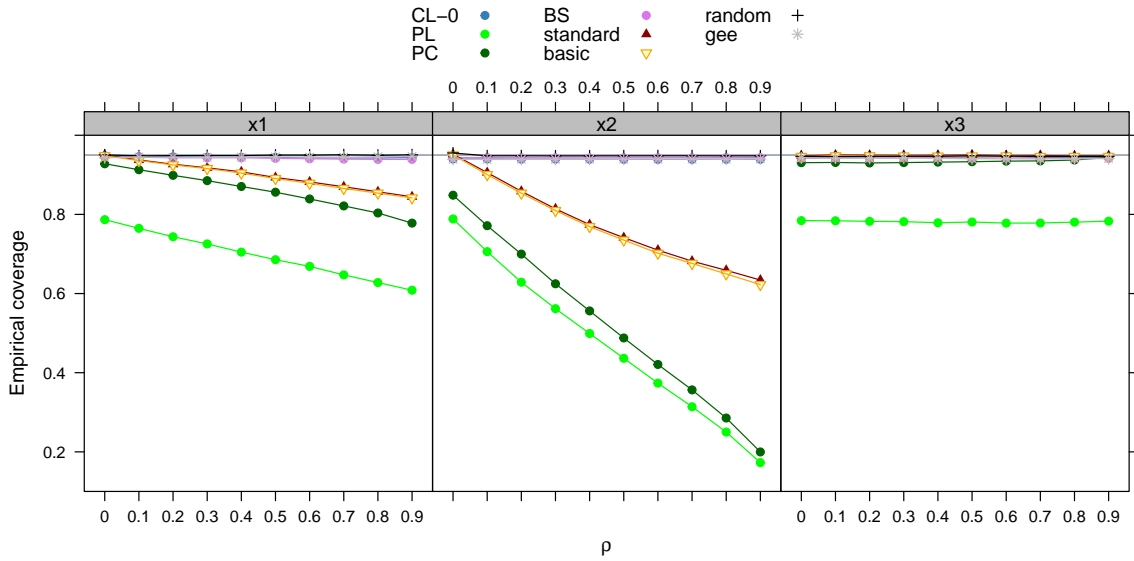 CL−0 BS random
PL standard gee
PC basic
0 0.1 0.2 0.3 0.4 0.5 0.6 0.7 0.8 0.9
x1 x2 x3
Empirical coverage
0.8
0.6
0.4
0.2
0 0.1 0.2 0.3 0.4 0.5 0.6 0.7 0.8 0.9 0 0.1 0.2 0.3 0.4 0.5 0.6 0.7 0.8 0.9
ρ